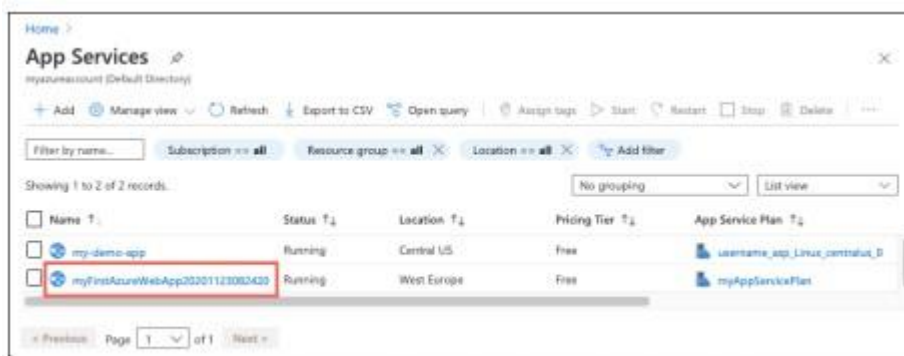 Home >
App Services
myazureaccount (Default Directory)
+ Add Manage view Refresh Export to CSV Open query Assign tags Start Restart Stop Delete ...
Filter by name... Subscription == all Resource group == all Location == all Add filter
Showing 1 to 2 of 2 records. No grouping List view
Name Status Location Pricing Tier App Service Plan
my-demo-app Running Central US Free username_asp_Linux_centralus_0
myFirstAzureWebApp20201123082420 Running West Europe Free myAppServicePlan
< Previous Page 1 of 1 Next >